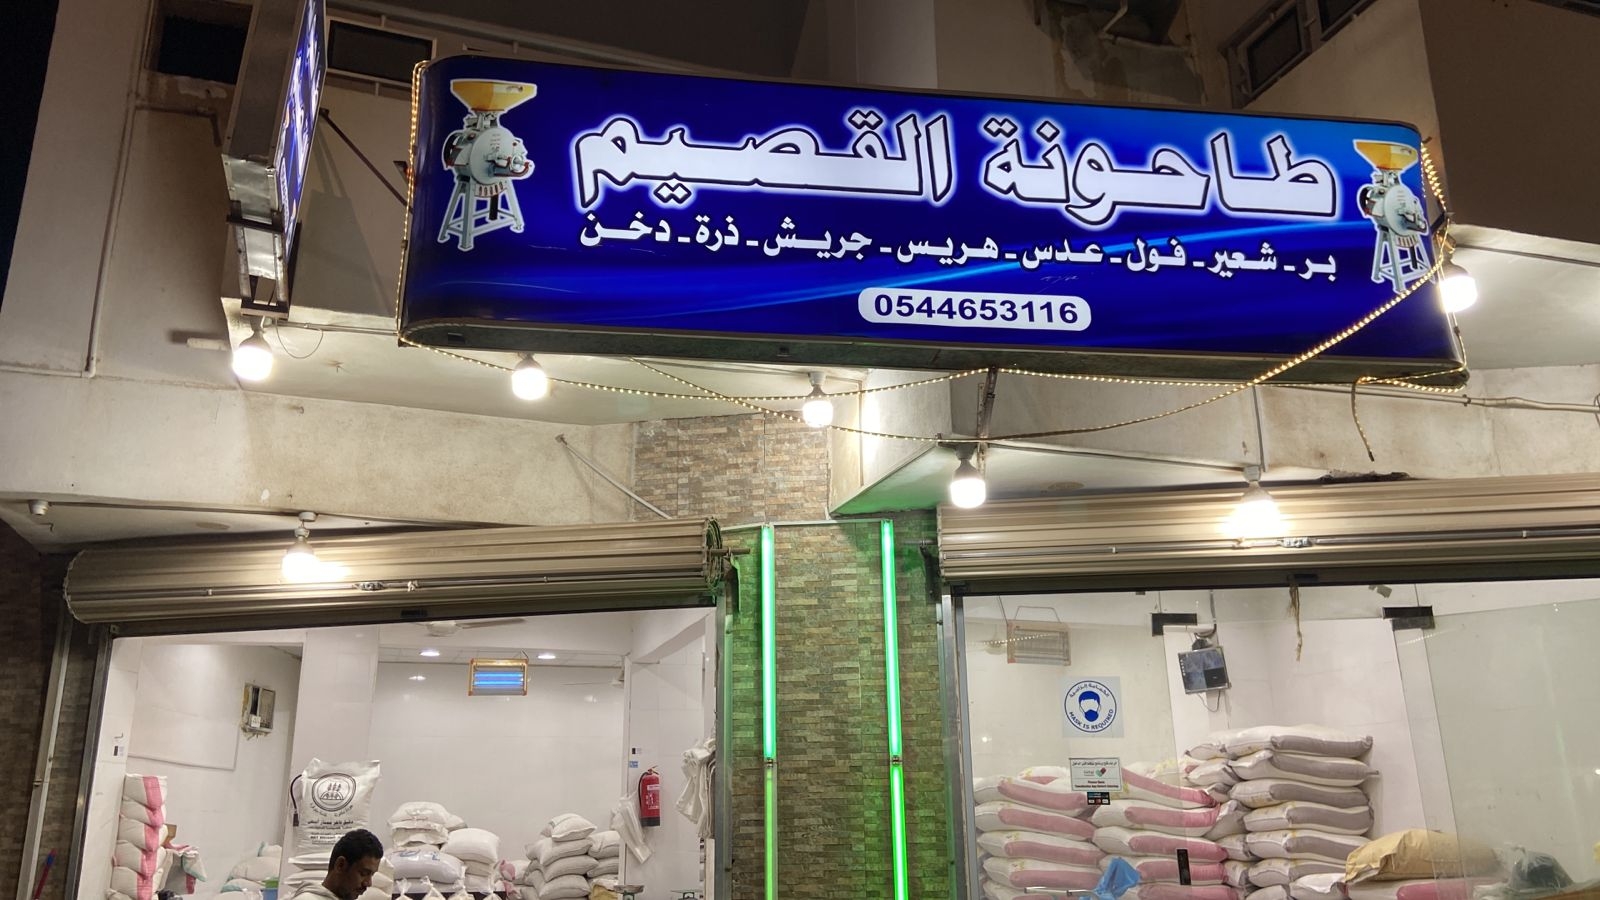 طاحونة القصيم
بر - شعير - فول - عدس - هريس - جريش - ذرة - دخن
0544653116
MASK IS REQUIRED